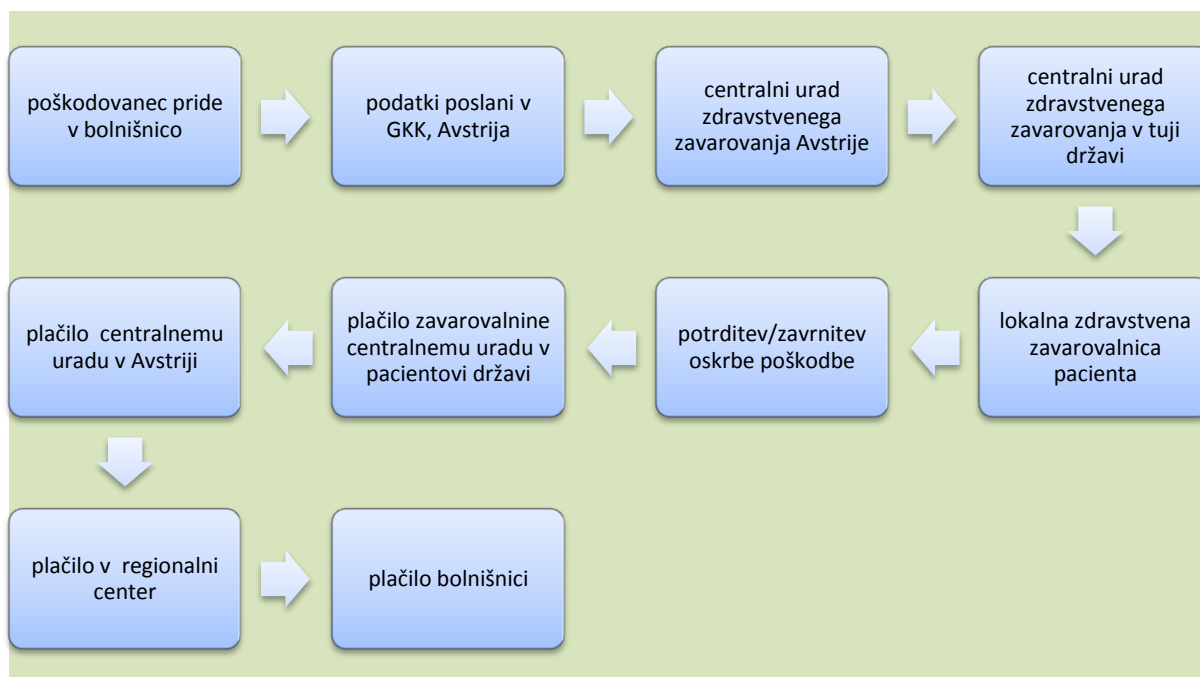 poškodovanec pride
v bolnišnico
podatki poslani v
GKK, Avstrija
centralni urad
zdravstvenega
zavarovanja Avstrije
centralni urad
zdravstvenega
zavarovanja v tuji
državi
lokalna zdravstvena
zavarovalnica
pacienta
potrditev/zavrnitev
oskrbe poškodbe
plačilo zavarovalnine
centralnemu uradu v
pacientovi državi
plačilo centralnemu
uradu v Avstriji
plačilo v regionalni
center
plačilo bolnišnici